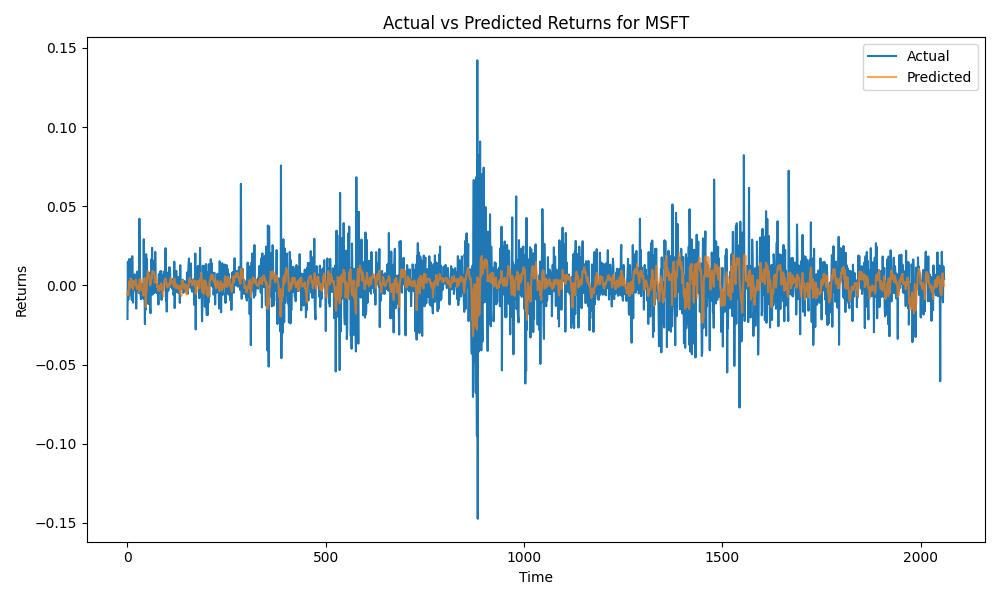 Actual vs Predicted Returns for MSFT
Actual
Predicted
Returns
0.15
0.10
0.05
0.00
−0.05
−0.10
−0.15
0 500 1000 1500 2000
Time